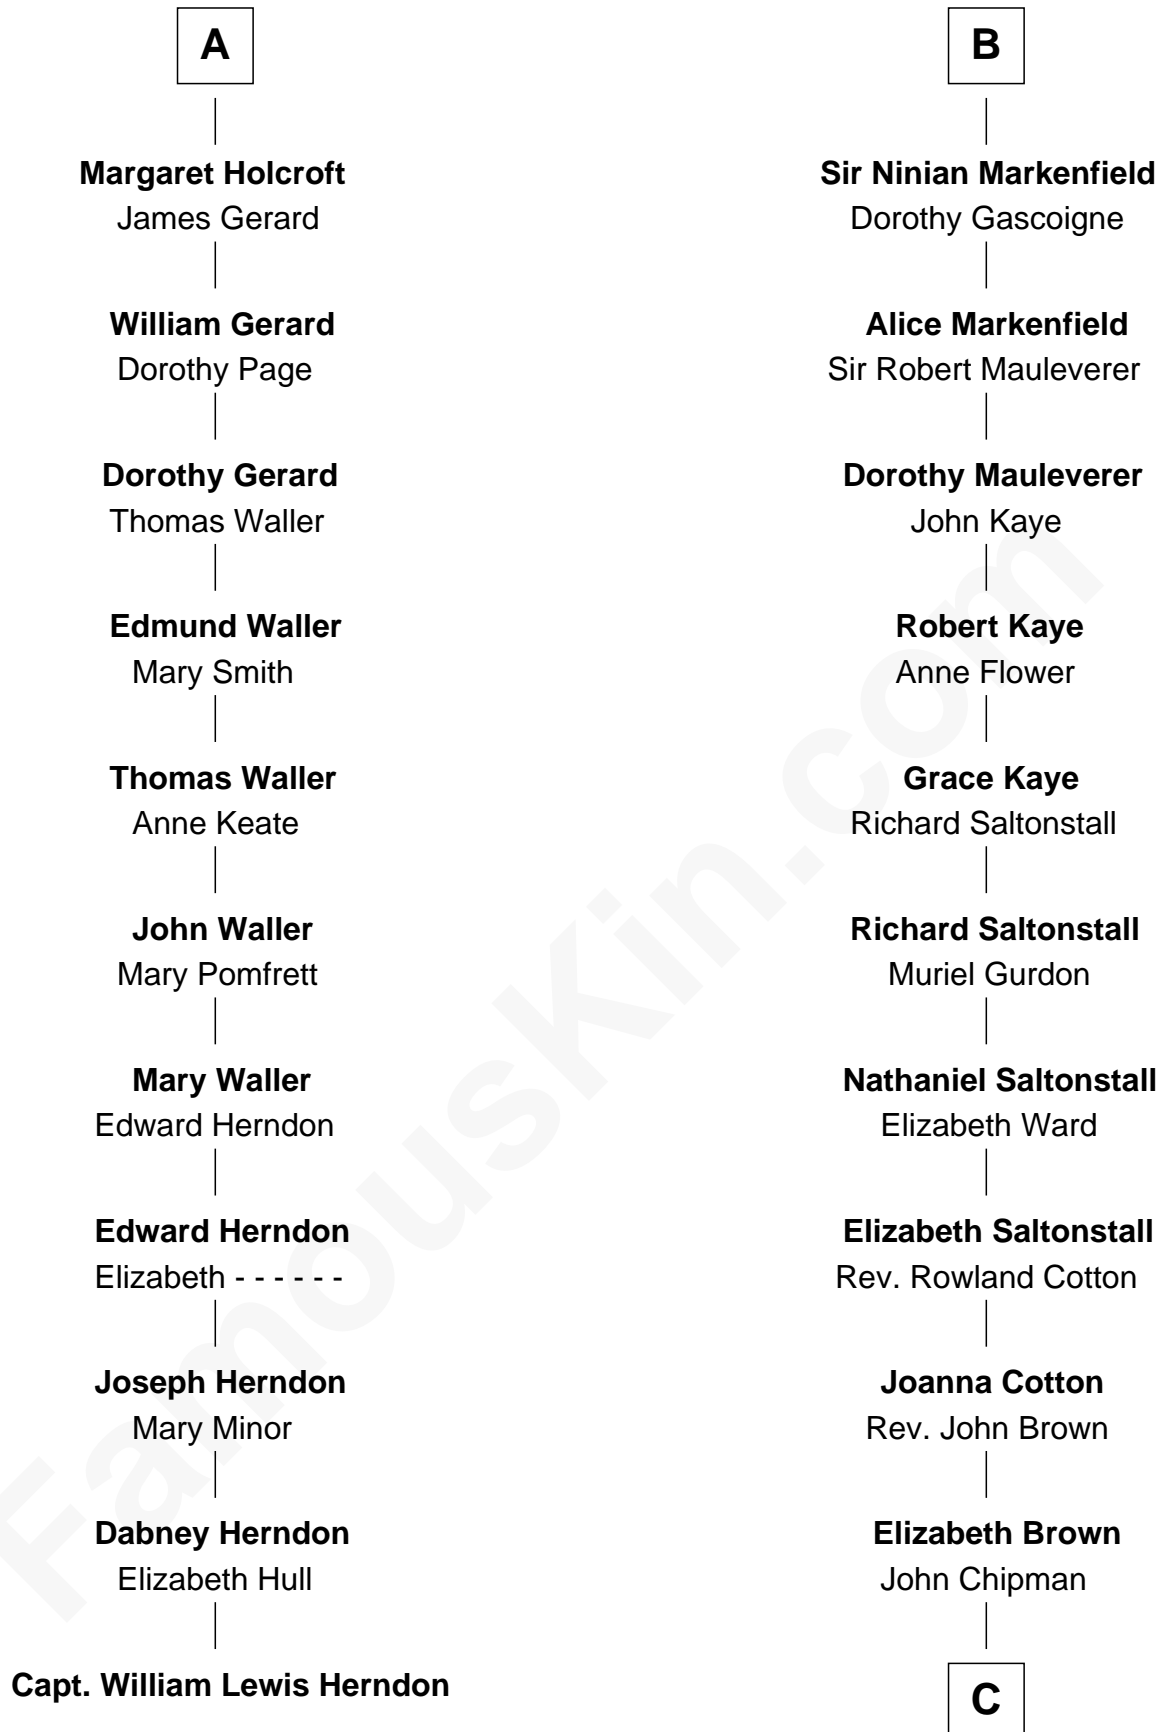 A
Margaret Holcroft
James Gerard
William Gerard
Dorothy Page
Dorothy Gerard
Thomas Waller
Edmund Waller
Mary Smith
Thomas Waller
Anne Keate
John Waller
Mary Pomfrett
Mary Waller
Edward Herndon
Edward Herndon
Elizabeth - - - - - -
Joseph Herndon
Mary Minor
Dabney Herndon
Elizabeth Hull
Capt. William Lewis Herndon
B
Sir Ninian Markenfield
Dorothy Gascoigne
Alice Markenfield
Sir Robert Mauleverer
Dorothy Mauleverer
John Kaye
Robert Kaye
Anne Flower
Grace Kaye
Richard Saltonstall
Richard Saltonstall
Muriel Gurdon
Nathaniel Saltonstall
Elizabeth Ward
Elizabeth Saltonstall
Rev. Rowland Cotton
Joanna Cotton
Rev. John Brown
Elizabeth Brown
John Chipman
C
FamousKin.com